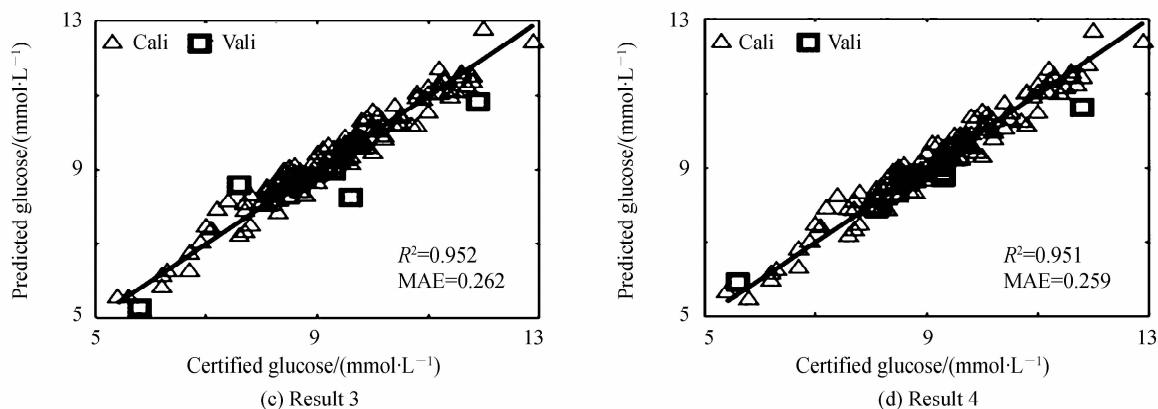 13
△ Cali □ Vali
9
5
Predicted glucose/(mmol·L⁻¹)
R²=0.952
MAE=0.262
5 9 13
Certified glucose/(mmol·L⁻¹)
(c) Result 3
13
△ Cali □ Vali
9
5
Predicted glucose/(mmol·L⁻¹)
R²=0.951
MAE=0.259
5 9 13
Certified glucose/(mmol·L⁻¹)
(d) Result 4